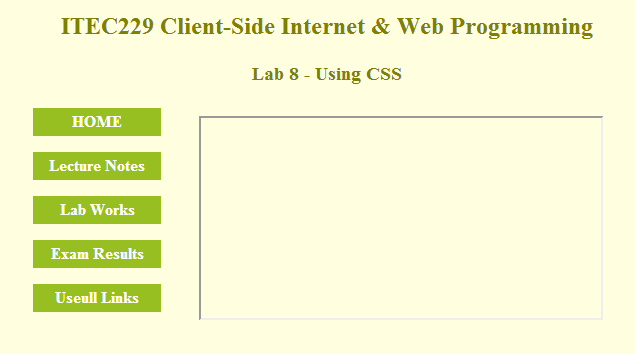 ITEC229 Client-Side Internet & Web Programming
Lab 8 - Using CSS
HOME
Lecture Notes
Lab Works
Exam Results
Useull Links